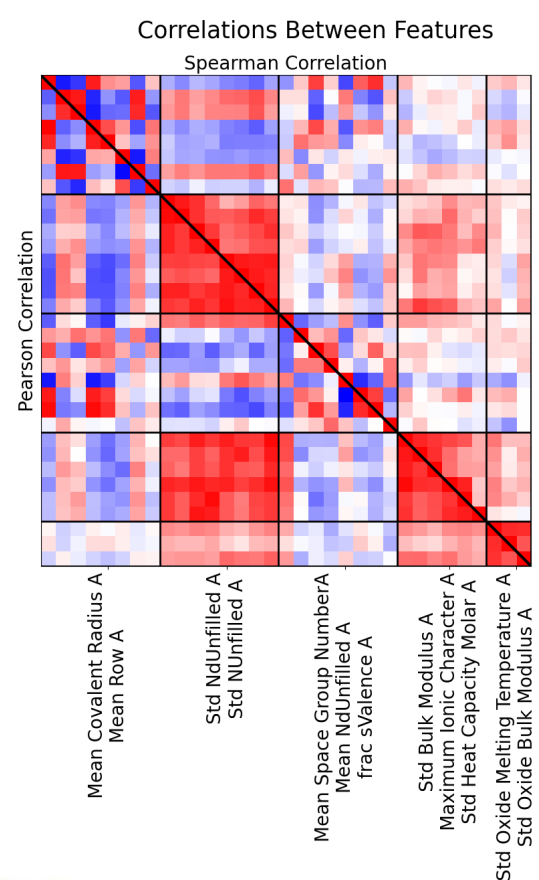 Correlations Between Features
Spearman Correlation
Pearson Correlation
Mean Covalent Radius A
Mean Row A
Std NdUnfilled A
Std NUnfilled A
Mean Space Group NumberA
Mean NdUnfilled A
frac sValence A
Std Bulk Modulus A
Maximum Ionic Character A
Std Heat Capacity Molar A
Std Oxide Melting Temperature A
Std Oxide Bulk Modulus A